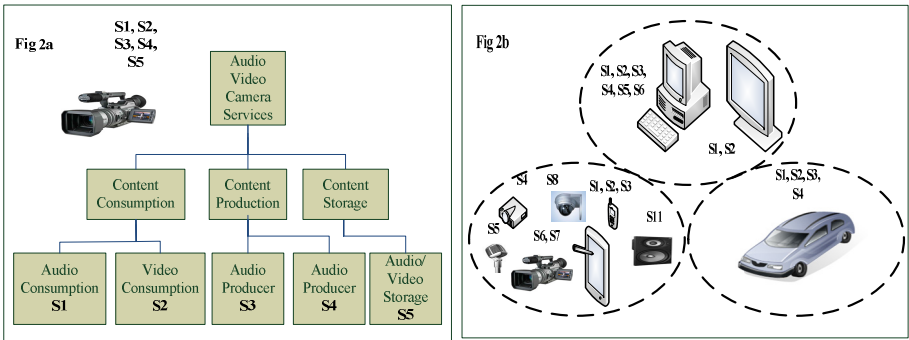 Fig 2a
S1, S2,
S3, S4,
S5
Audio
Video
Camera
Services
Content
Consumption
Content
Production
Content
Storage
Audio
Consumption
S1
Video
Consumption
S2
Audio
Producer
S3
Audio
Producer
S4
Audio/
Video
Storage
S5
Fig 2b
S1, S2, S3,
S4, S5, S6
S1, S2
S4
S8
S1, S2, S3
S5
S6, S7
S11
S1, S2, S3,
S4